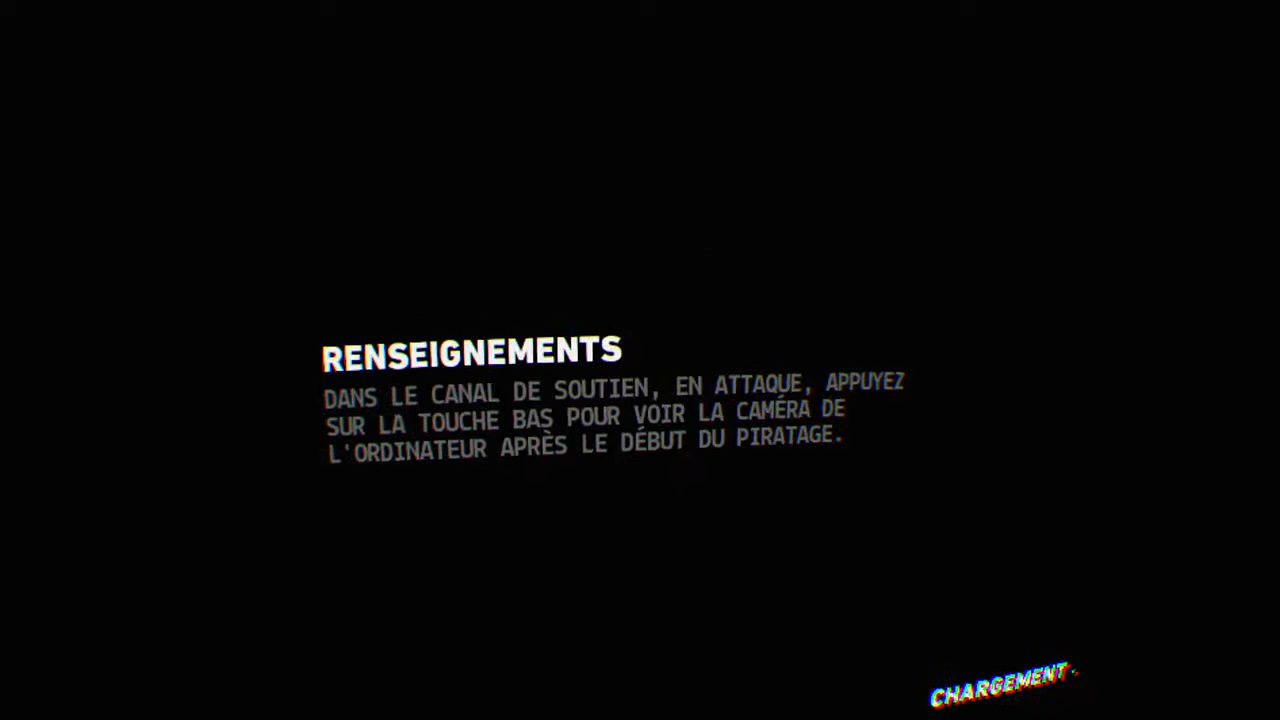 RENSEIGNEMENTS
DANS LE CANAL DE SOUTIEN, EN ATTAQUE, APPUYEZ
SUR LA TOUCHE BAS POUR VOIR LA CAMÉRA DE
L'ORDINATEUR APRÈS LE DÉBUT DU PIRATAGE.
CHARGEMENT